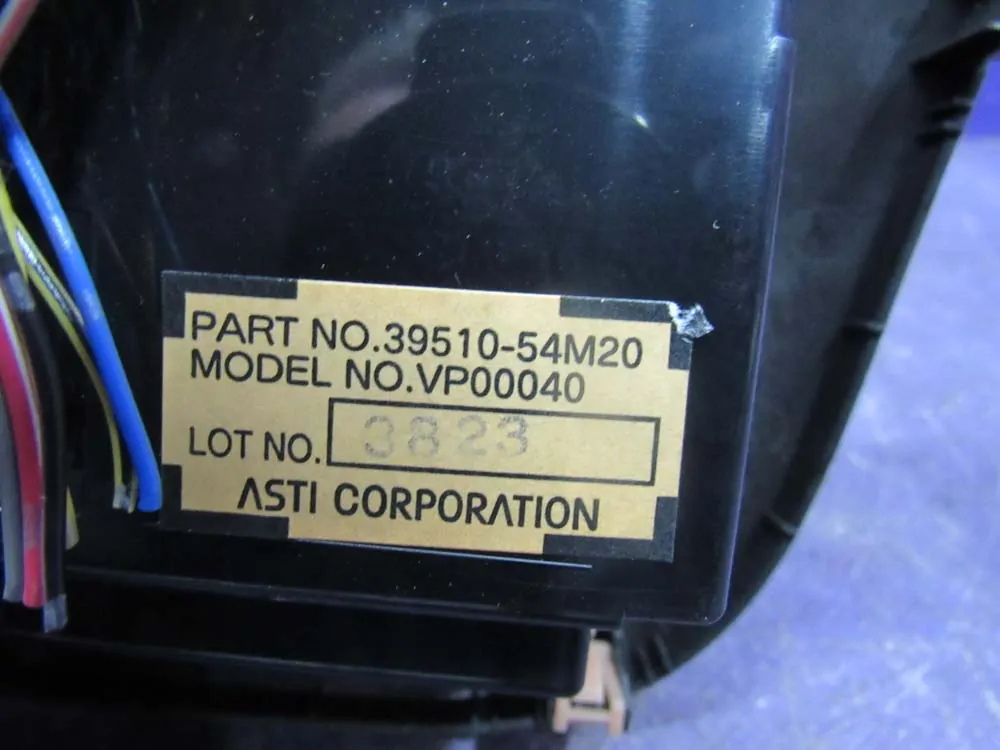 PART NO.39510-54M20
MODEL NO.VP00040
LOT NO. 3823
ASTI CORPORATION